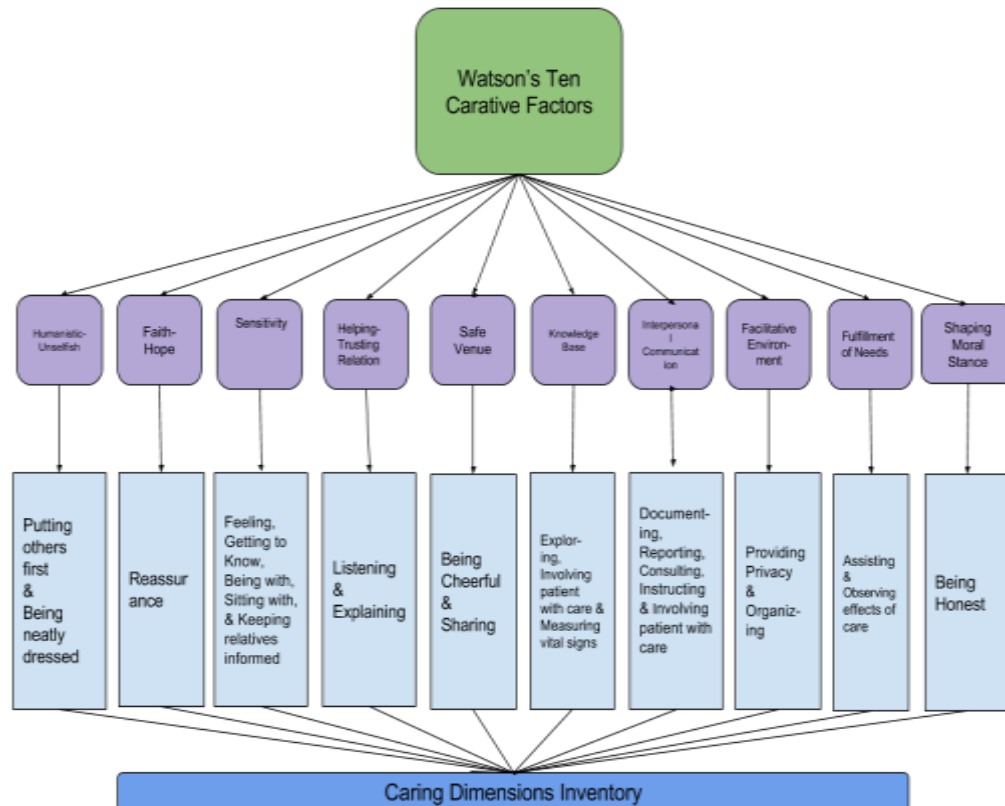 Watson's Ten
Carative Factors
Humanistic-
Unselfish
Faith-
Hope
Sensitivity
Helping-
Trusting
Relation
Safe
Venue
Knowledge
Base
Interpersona
l
Communicat
ion
Facilitative
Environ-
ment
Fulfillment
of Needs
Shaping
Moral
Stance
Putting
others
first
&
Being
neatly
dressed
Reassur
ance
Feeling,
Getting to
Know,
Being with,
Sitting with,
& Keeping
relatives
informed
Listening
&
Explaining
Being
Cheerful
&
Sharing
Explor-
ing,
Involving
patient
with care &
Measuring
vital signs
Document-
ing,
Reporting,
Consulting,
Instructing
& Involving
patient with
care
Providing
Privacy
&
Organiz-
ing
Assisting
&
Observing
effects of
care
Being
Honest
Caring Dimensions Inventory